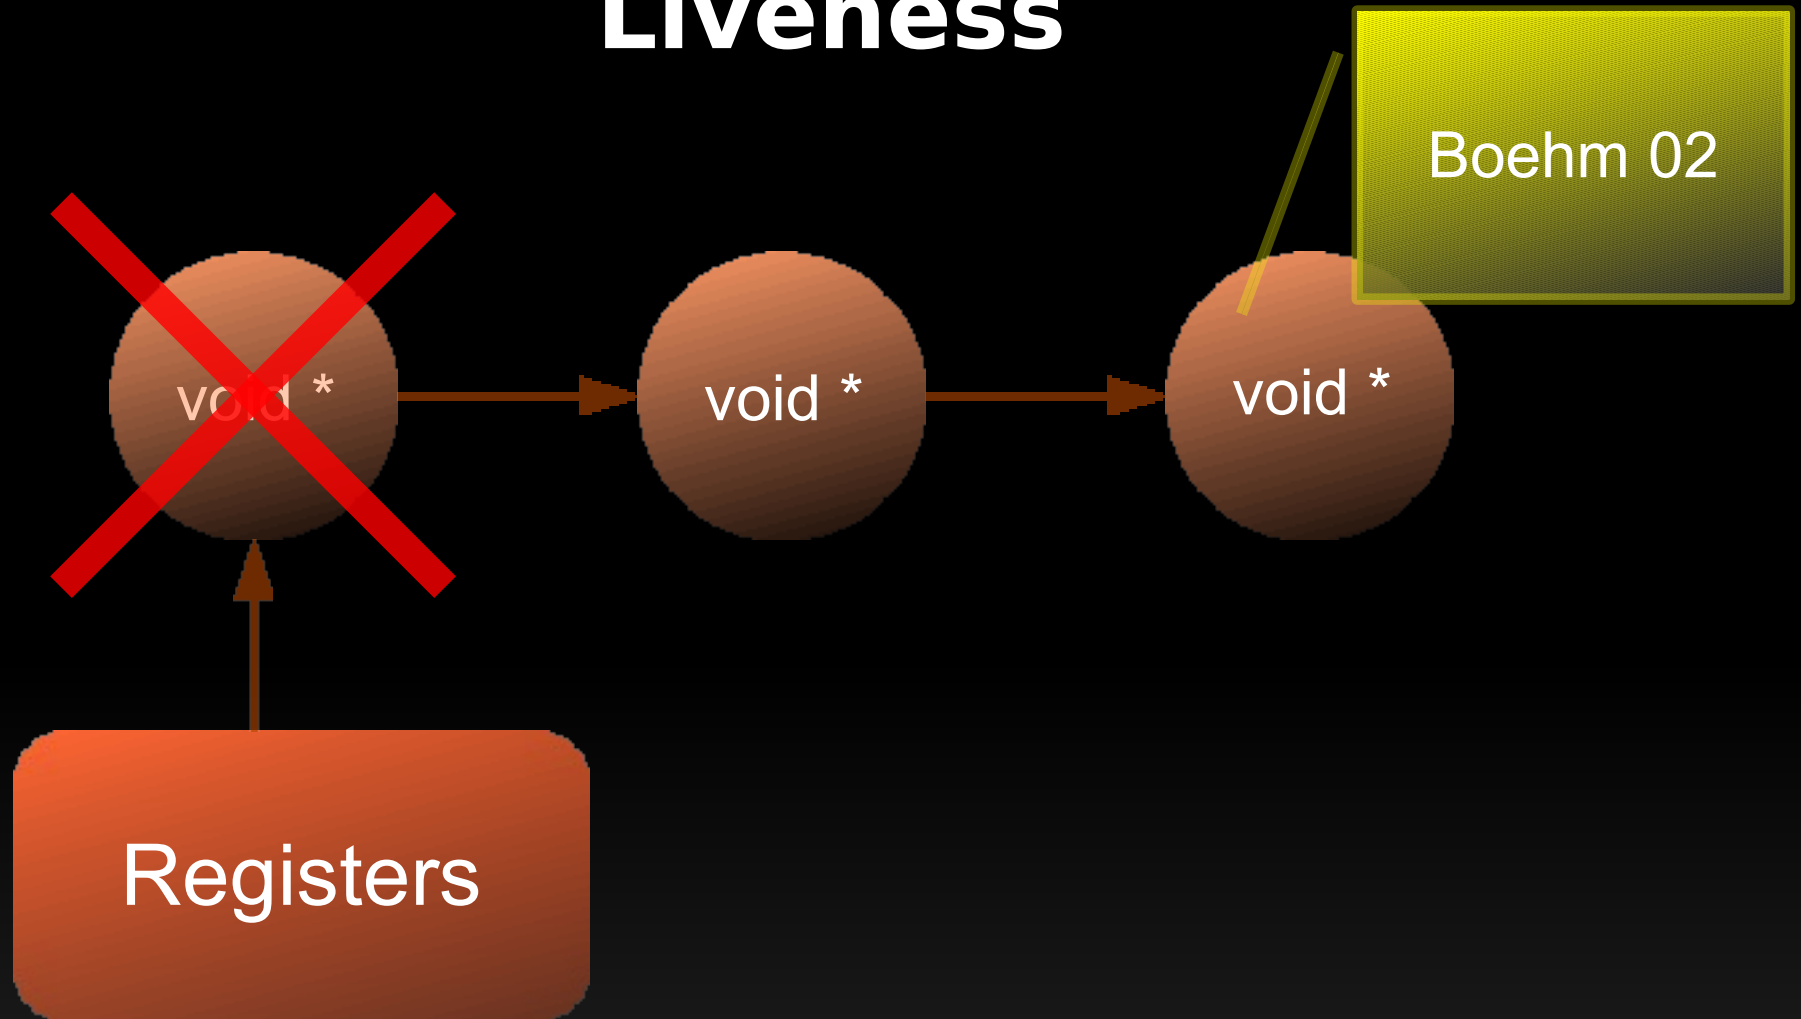 Liveness
Boehm 02
void *
void *
void *
Registers